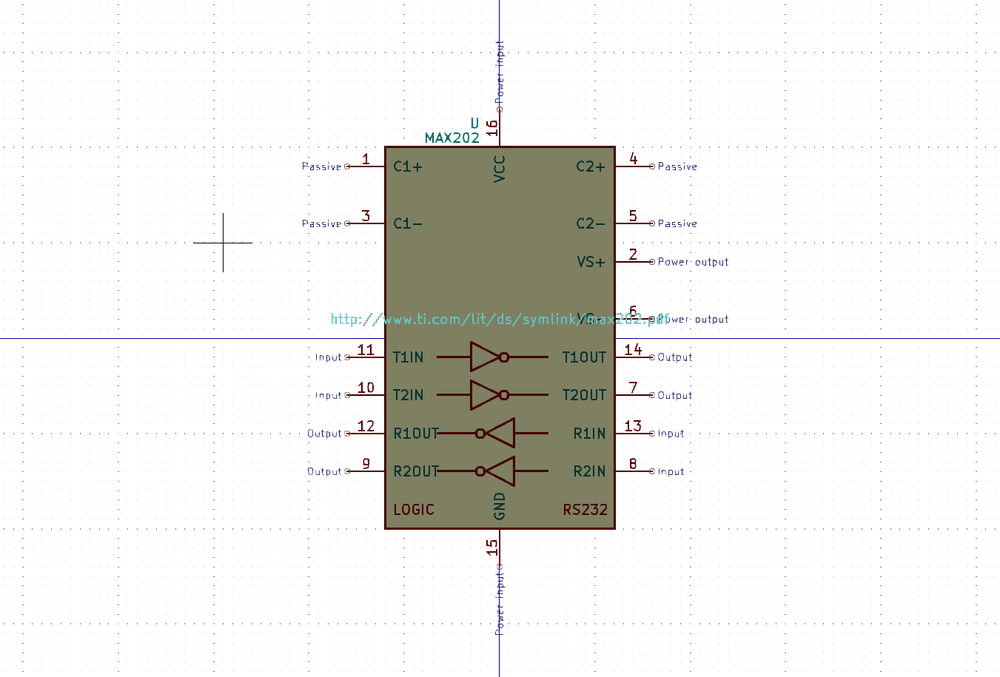 Power input
U
16
MAX202
VCC
Passive 1 C1+ C2+ 4 Passive
Passive 3 C1- C2- 5 Passive
VS+ 2 Power output
http://www.ti.com/lit/ds/symlink/max202.pdf
VS- 6 Power output
Input 11 T1IN T1OUT 14 Output
Input 10 T2IN T2OUT 7 Output
Output 12 R1OUT R1IN 13 Input
Output 9 R2OUT R2IN 8 Input
LOGIC GND RS232
15
Power input